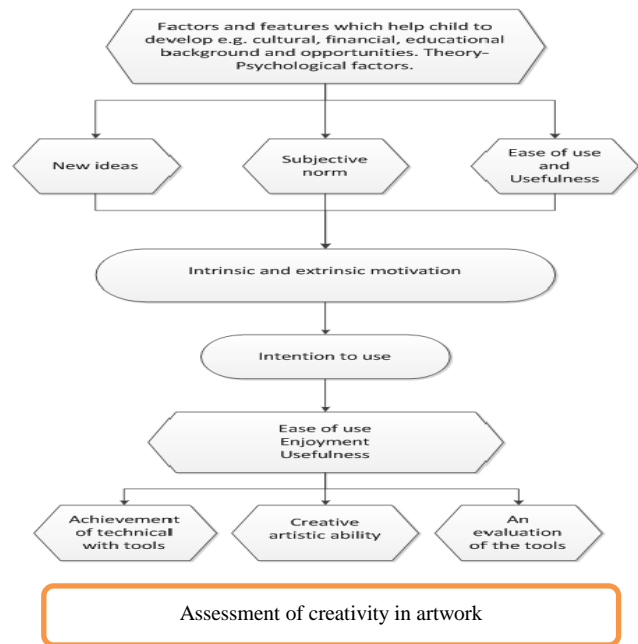 Factors and features which help child to
develop e.g. cultural, financial, educational
background and opportunities. Theory-
Psychological factors.
New ideas
Subjective
norm
Ease of use
and
Usefulness
Intrinsic and extrinsic motivation
Intention to use
Ease of use
Enjoyment
Usefulness
Achievement
of technical
with tools
Creative
artistic ability
An
evaluation
of the tools
Assessment of creativity in artwork